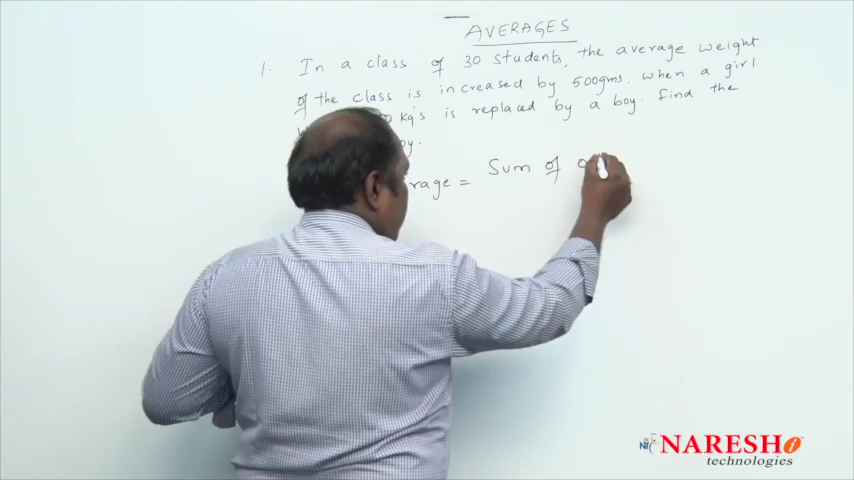 AVERAGES
1. In a class of 30 students, the average weight
of the class is increased by 500gms. when a girl
kg's is replaced by a boy. Find the
rage = Sum of
NARESH i
technologies